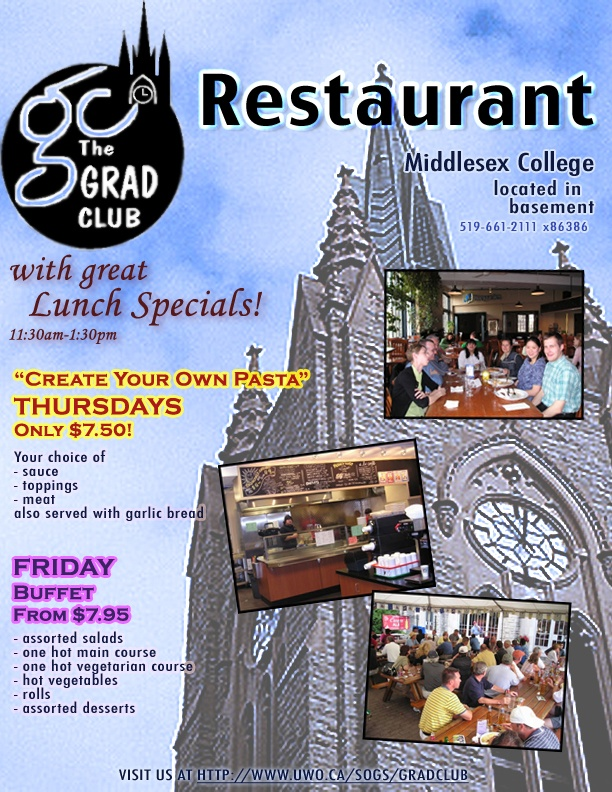 gc
The
GRAD
CLUB
Restaurant
Middlesex College
located in
basement
519-661-2111 x86386
with great
Lunch Specials!
11:30am-1:30pm
“CREATE YOUR OWN PASTA”
THURSDAYS
ONLY $7.50!
Your choice of
- sauce
- toppings
- meat
also served with garlic bread
FRIDAY
BUFFET
FROM $7.95
- assorted salads
- one hot main course
- one hot vegetarian course
- hot vegetables
- rolls
- assorted desserts
VISIT US AT HTTP://WWW.UWO.CA/SOGS/GRADCLUB